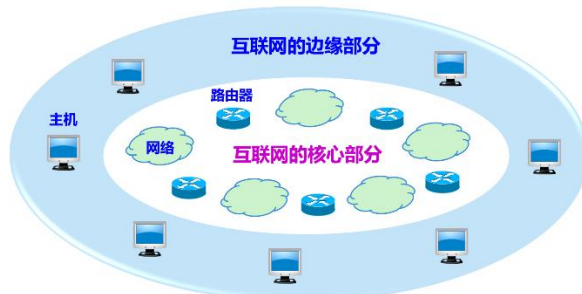 互联网的边缘部分
路由器
主机
网络
互联网的核心部分